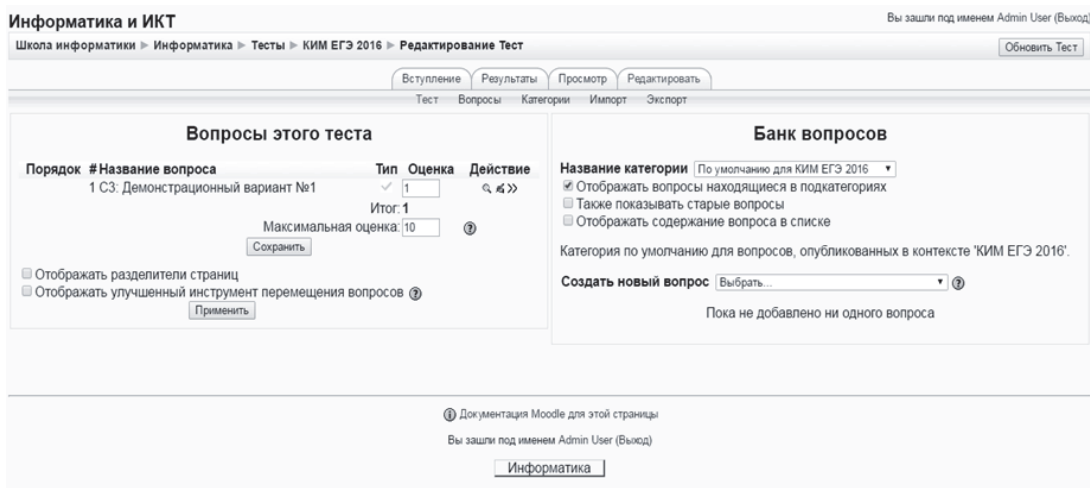 Информатика и ИКТ
Вы зашли под именем Admin User (Выход)
Школа информатики ► Информатика ► Тесты ► КИМ ЕГЭ 2016 ► Редактирование Тест
Обновить Тест
Вступление Результаты Просмотр Редактировать
Тест Вопросы Категории Импорт Экспорт
Вопросы этого теста
Порядок # Название вопроса Тип Оценка Действие
1 C3: Демонстрационный вариант №1 1
Итог: 1
Максимальная оценка: 10
Сохранить
Отображать разделители страниц
Отображать улучшенный инструмент перемещения вопросов
Применить
Банк вопросов
Название категории По умолчанию для КИМ ЕГЭ 2016
Отображать вопросы находящиеся в подкатегориях
Также показывать старые вопросы
Отображать содержание вопроса в списке
Категория по умолчанию для вопросов, опубликованных в контексте 'КИМ ЕГЭ 2016'.
Создать новый вопрос Выбрать...
Пока не добавлено ни одного вопроса
Документация Moodle для этой страницы
Вы зашли под именем Admin User (Выход)
Информатика